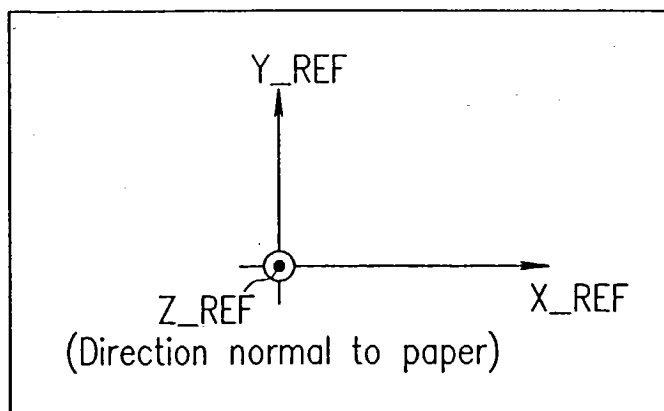 Y_REF
Z_REF
X_REF
(Direction normal to paper)